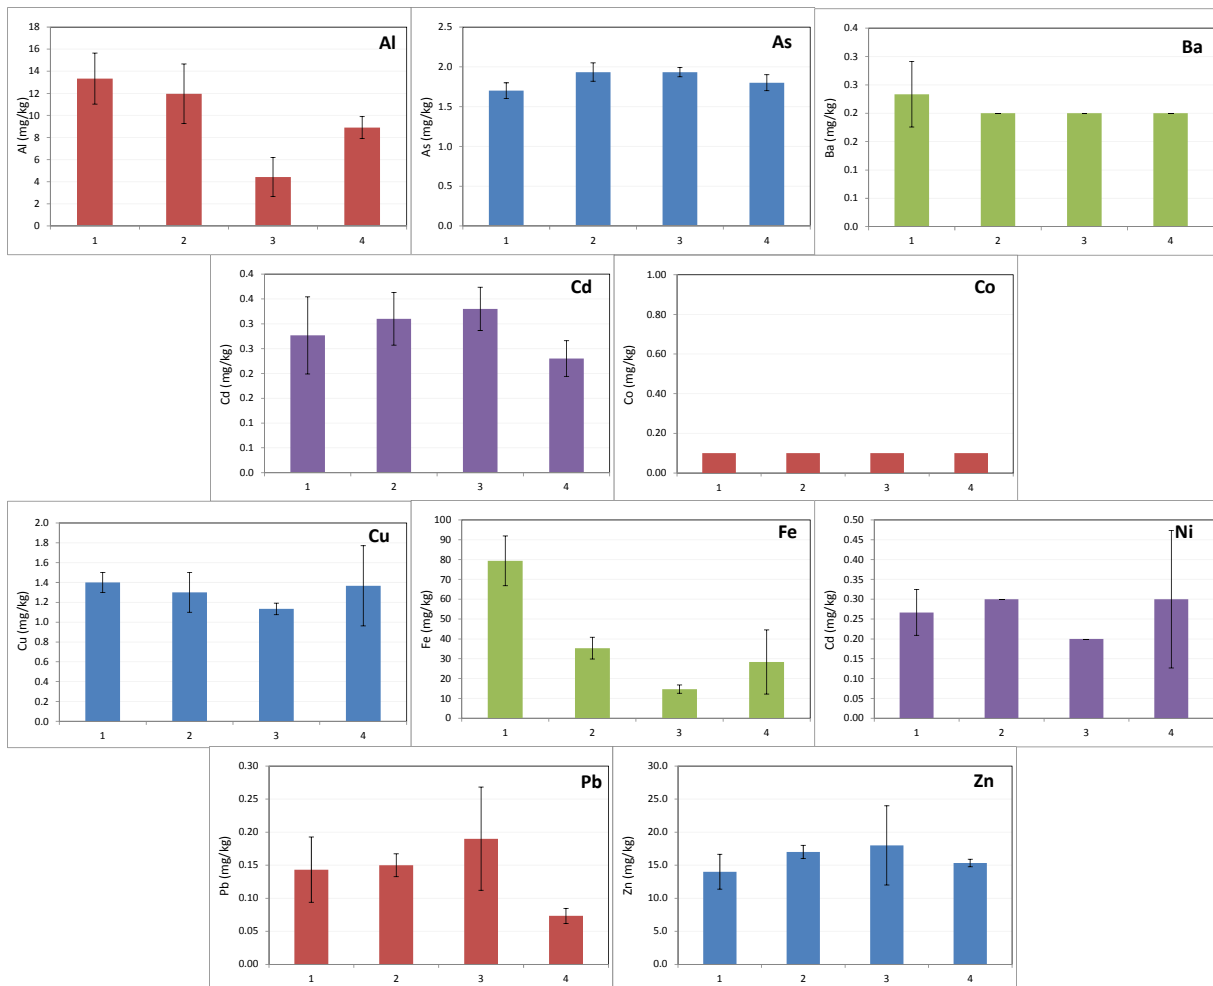 Al
Al (mg/kg)
18
16
14
12
10
8
6
4
2
0
1 2 3 4
As
As (mg/kg)
2.5
2.0
1.5
1.0
0.5
0.0
1 2 3 4
Ba
Ba (mg/kg)
0.4
0.3
0.3
0.2
0.2
0.1
0.1
0.0
1 2 3 4
Cd
Cd (mg/kg)
0.4
0.4
0.3
0.3
0.2
0.2
0.1
0.1
0.0
1 2 3 4
Co
Co (mg/kg)
1.00
0.80
0.60
0.40
0.20
0.00
1 2 3 4
Cu
Cu (mg/kg)
2.0
1.8
1.6
1.4
1.2
1.0
0.8
0.6
0.4
0.2
0.0
1 2 3 4
Fe
Fe (mg/kg)
100
90
80
70
60
50
40
30
20
10
0
1 2 3 4
Ni
Cd (mg/kg)
0.50
0.45
0.40
0.35
0.30
0.25
0.20
0.15
0.10
0.05
0.00
1 2 3 4
Pb
Pb (mg/kg)
0.30
0.25
0.20
0.15
0.10
0.05
0.00
1 2 3 4
Zn
Zn (mg/kg)
30.0
25.0
20.0
15.0
10.0
5.0
0.0
1 2 3 4